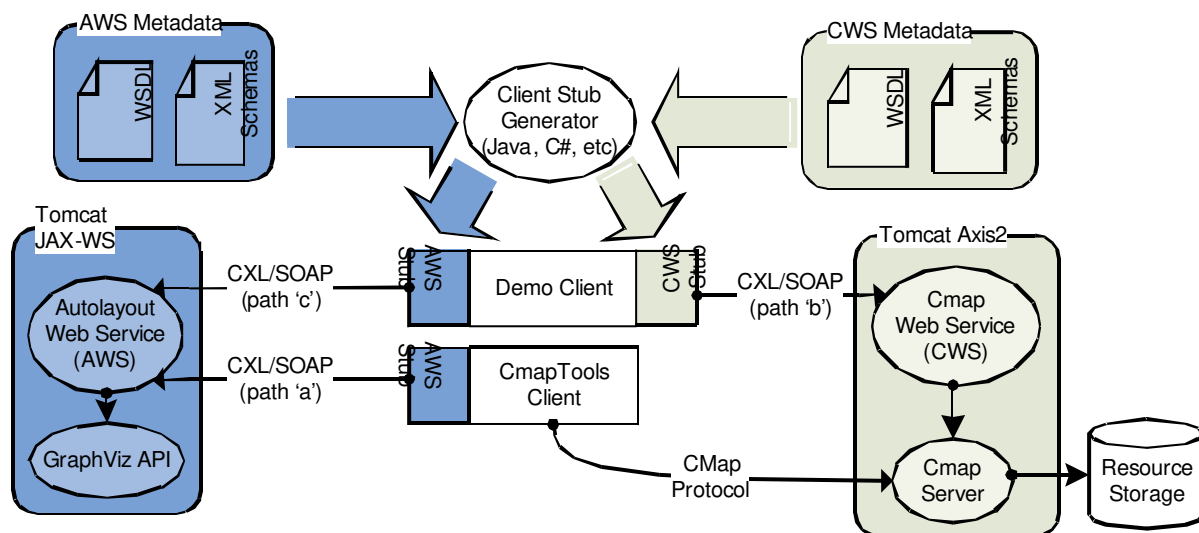 AWS Metadata
WSDL
XML
Schemas
Client Stub
Generator
(Java, C#, etc)
CWS Metadata
WSDL
XML
Schemas
Tomcat
JAX-WS
Autolayout
Web Service
(AWS)
GraphViz API
CXL/SOAP
(path 'c')
CXL/SOAP
(path 'a')
AWS
Stub
Demo Client
CWS
Stub
AWS
Stub
CmapTools
Client
CXL/SOAP
(path 'b')
CMap
Protocol
Tomcat Axis2
Cmap
Web Service
(CWS)
Cmap
Server
Resource
Storage